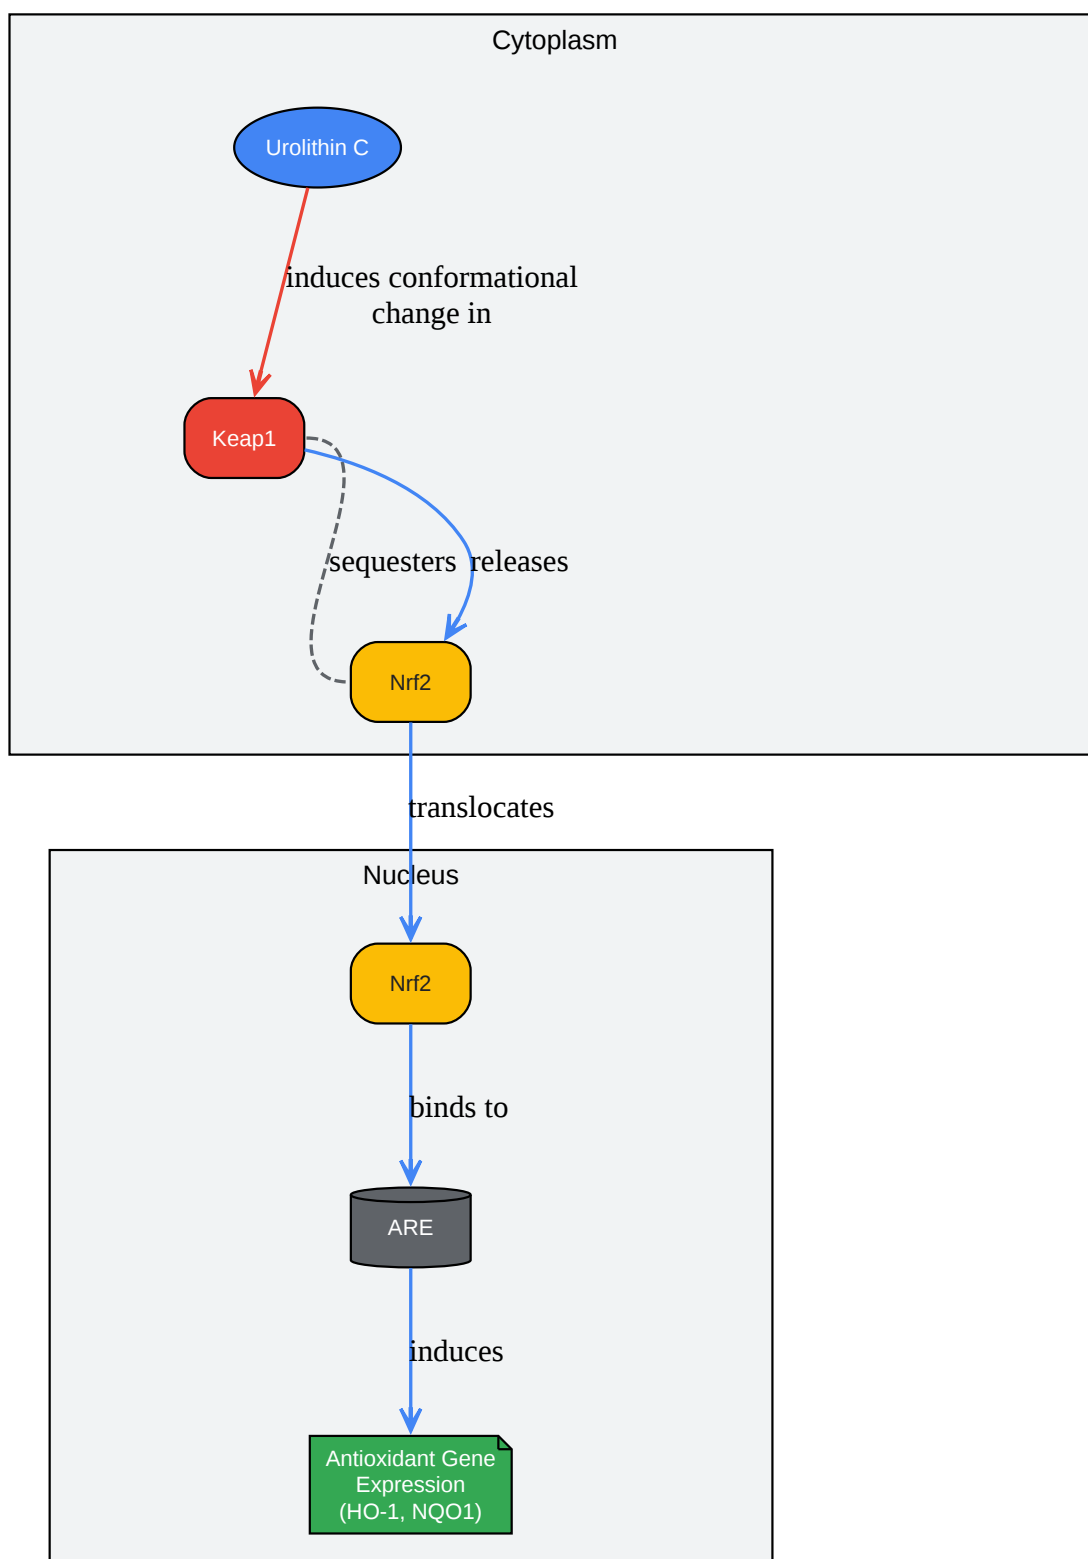 Cytoplasm
Urolithin C
induces conformational
change in
Keap1
sequesters
releases
Nrf2
translocates
Nucleus
Nrf2
binds to
ARE
induces
Antioxidant Gene
Expression
(HO-1, NQO1)